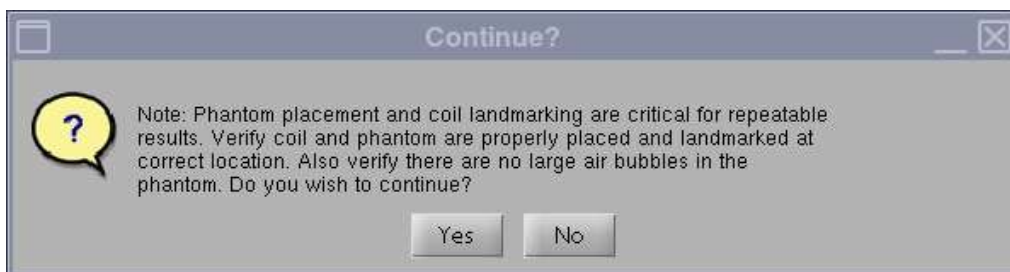 Continue?
?
Note: Phantom placement and coil landmarking are critical for repeatable
results. Verify coil and phantom are properly placed and landmarked at
correct location. Also verify there are no large air bubbles in the
phantom. Do you wish to continue?
Yes No